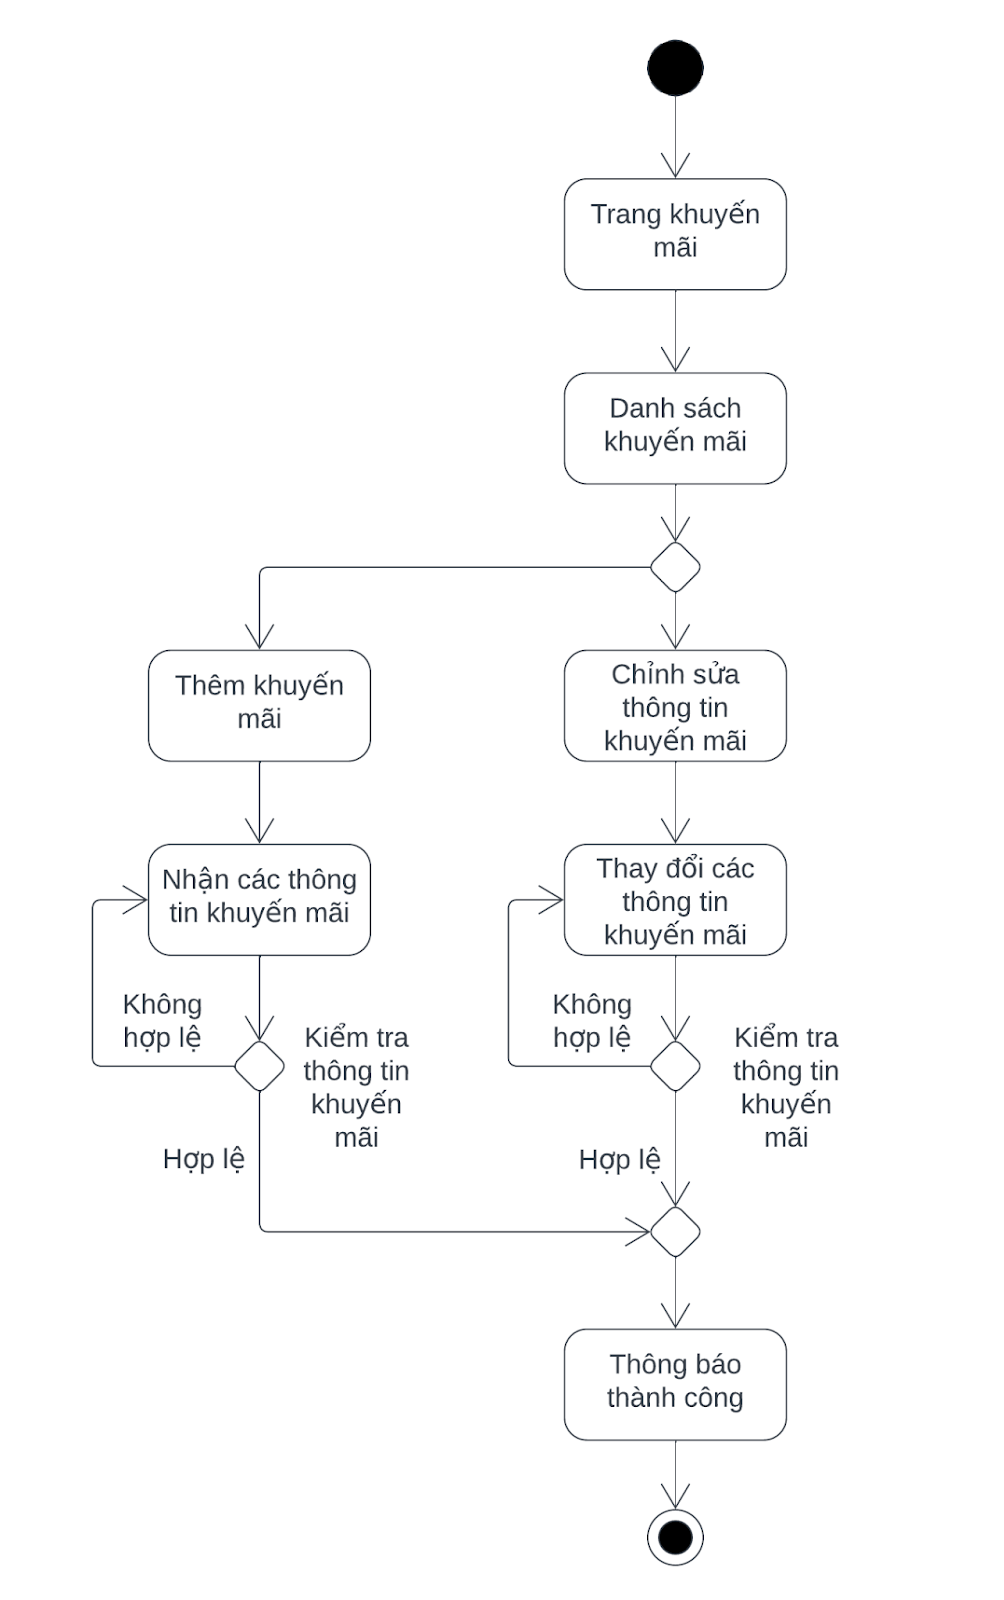 Trang khuyến
mãi
Danh sách
khuyến mãi
Thêm khuyến
mãi
Chỉnh sửa
thông tin
khuyến mãi
Nhận các thông
tin khuyến mãi
Thay đổi các
thông tin
khuyến mãi
Không
hợp lệ
Kiểm tra
thông tin
khuyến
mãi
Không
hợp lệ
Kiểm tra
thông tin
khuyến
mãi
Hợp lệ
Hợp lệ
Thông báo
thành công